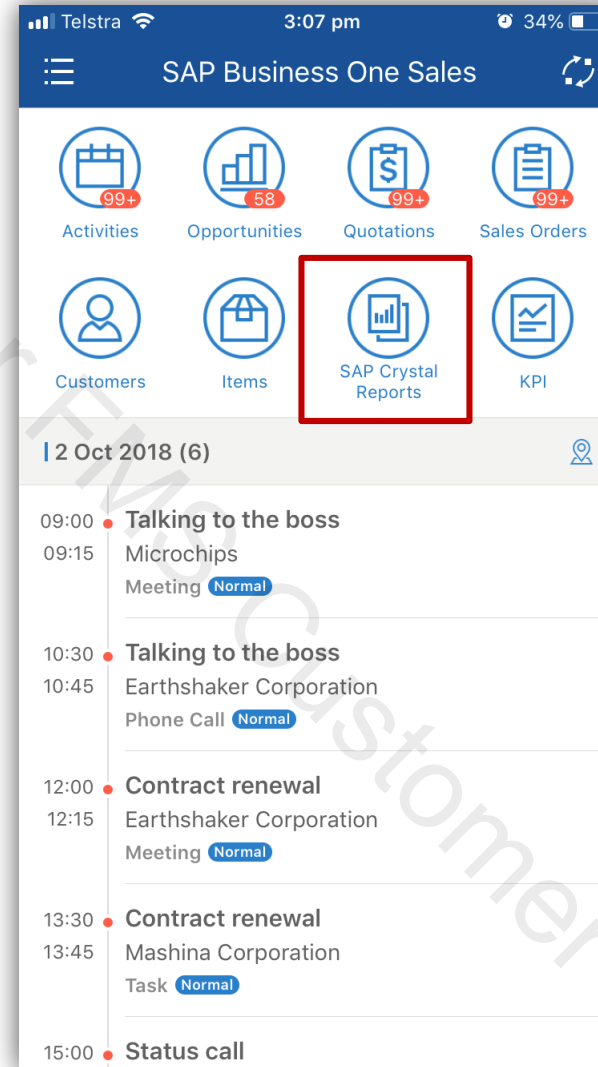 Telstra 3:07 pm 34%
SAP Business One Sales
99+ 58 99+ 99+
Activities Opportunities Quotations Sales Orders
Customers Items SAP Crystal Reports KPI
2 Oct 2018 (6)
09:00 Talking to the boss
09:15 Microchips
Meeting Normal
10:30 Talking to the boss
10:45 Earthshaker Corporation
Phone Call Normal
12:00 Contract renewal
12:15 Earthshaker Corporation
Meeting Normal
13:30 Contract renewal
13:45 Mashina Corporation
Task Normal
15:00 Status call
r FMS Customer